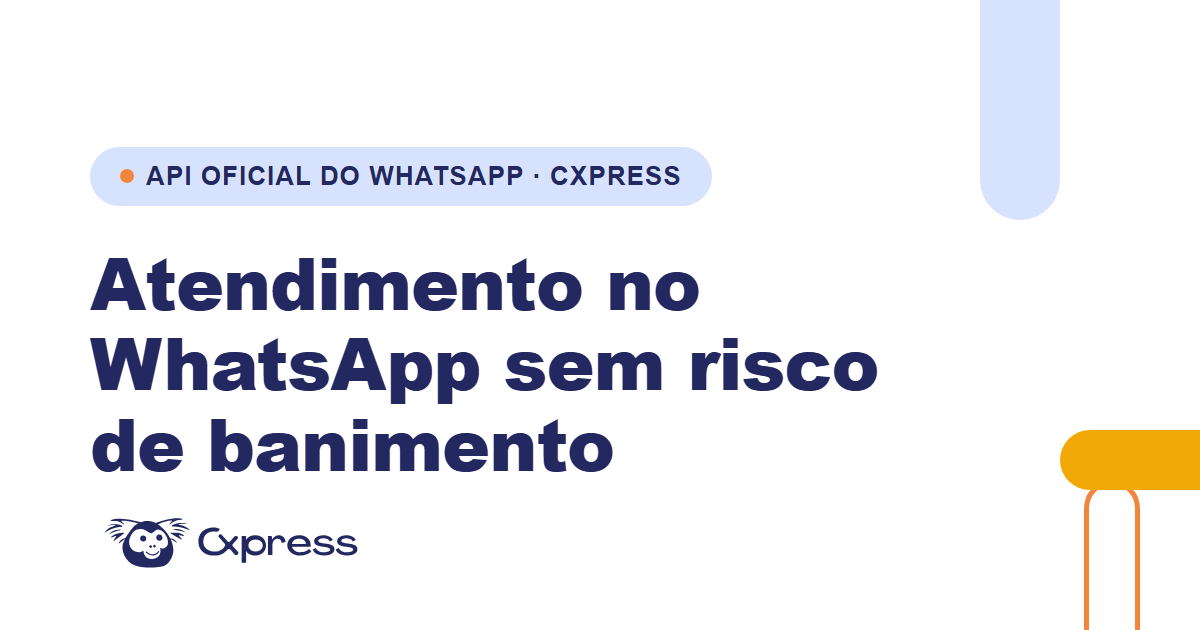 API OFICIAL DO WHATSAPP · CXPRESS
Atendimento no
WhatsApp sem risco
de banimento
Cxpress